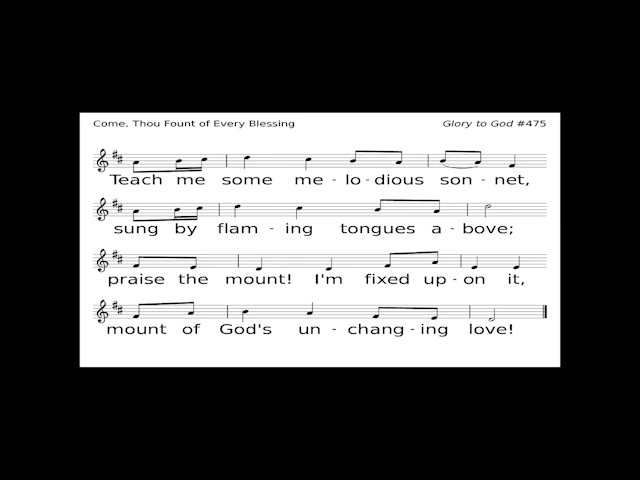 Come, Thou Fount of Every Blessing Glory to God #475
Teach me some me - lo - dious son - net,
sung by flam - ing tongues a - bove;
praise the mount! I'm fixed up - on it,
mount of God's un - chang - ing love!